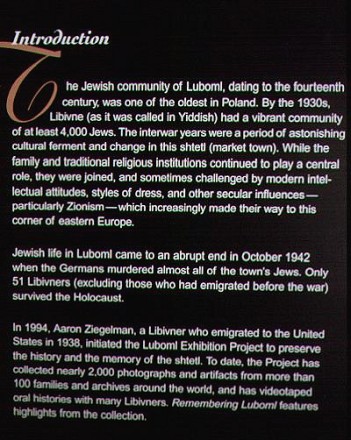 Introduction
The Jewish community of Luboml, dating to the fourteenth
century, was one of the oldest in Poland. By the 1930s,
Libivne (as it was called in Yiddish) had a vibrant community
of at least 4,000 Jews. The interwar years were a period of astonishing
cultural ferment and change in this shtetl (market town). While the
family and traditional religious institutions continued to play a central
role, they were joined, and sometimes challenged by modern intel-
lectual attitudes, styles of dress, and other secular influences—
particularly Zionism—which increasingly made their way to this
corner of eastern Europe.
Jewish life in Luboml came to an abrupt end in October 1942
when the Germans murdered almost all of the town's Jews. Only
51 Libivners (excluding those who had emigrated before the war)
survived the Holocaust.
In 1994, Aaron Ziegelman, a Libivner who emigrated to the United
States in 1938, initiated the Luboml Exhibition Project to preserve
the history and the memory of the shtetl. To date, the Project has
collected nearly 2,000 photographs and artifacts from more than
100 families and archives around the world, and has videotaped
oral histories with many Libivners. Remembering Luboml features
highlights from the collection.